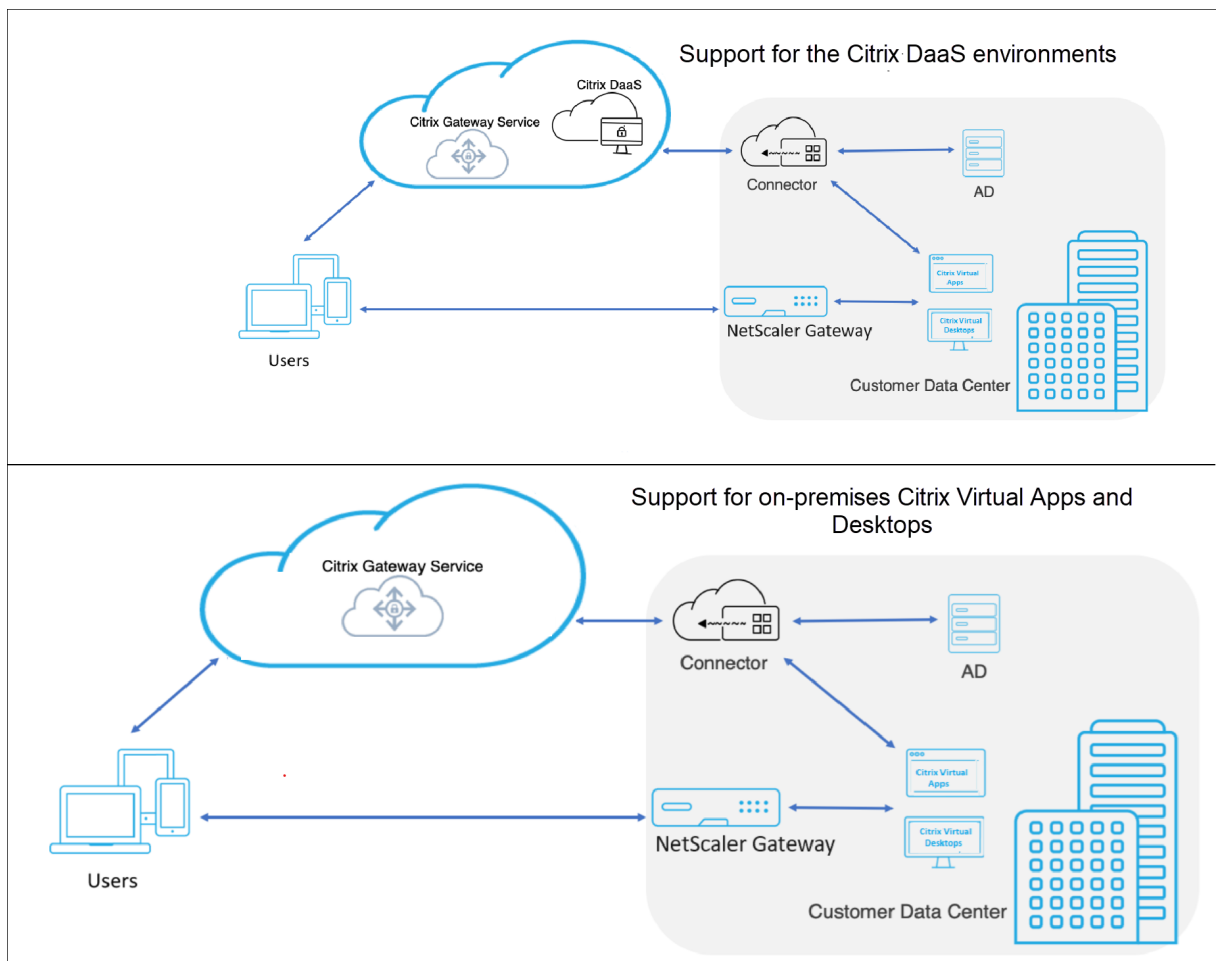 Support for the Citrix DaaS environments
Citrix DaaS
Citrix Gateway Service
Connector
AD
Citrix Virtual
Apps
Citrix Virtual
Desktops
NetScaler Gateway
Users
Customer Data Center
Support for on-premises Citrix Virtual Apps and
Desktops
Citrix Gateway Service
Connector
AD
Citrix Virtual
Apps
Citrix Virtual
Desktops
NetScaler Gateway
Users
Customer Data Center